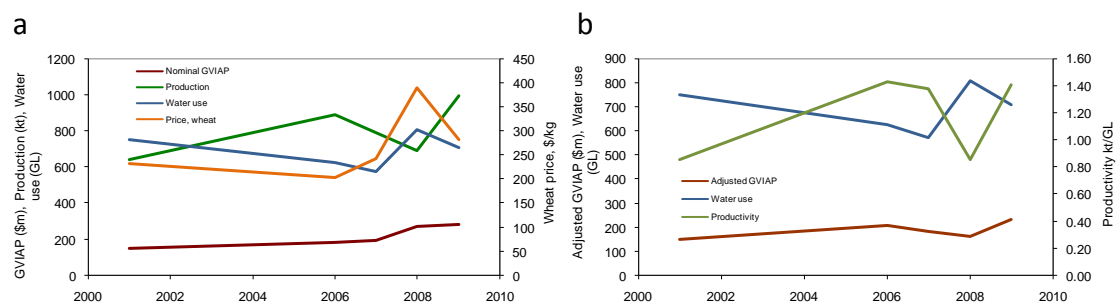 a
GVIAP ($m), Production (kt), Water
use (GL)
1200
1000
800
600
400
200
0
Nominal GVIAP
Production
Water use
Price, wheat
450
400
350
300
250
200
150
100
50
0
Wheat price, $/kg
2000 2002 2004 2006 2008 2010
b
Adjusted GVIAP ($m), Water use
(GL)
900
800
700
600
500
400
300
200
100
0
Adjusted GVIAP
Water use
Productivity
1.60
1.40
1.20
1.00
0.80
0.60
0.40
0.20
0.00
Productivity kt/GL
2000 2002 2004 2006 2008 2010